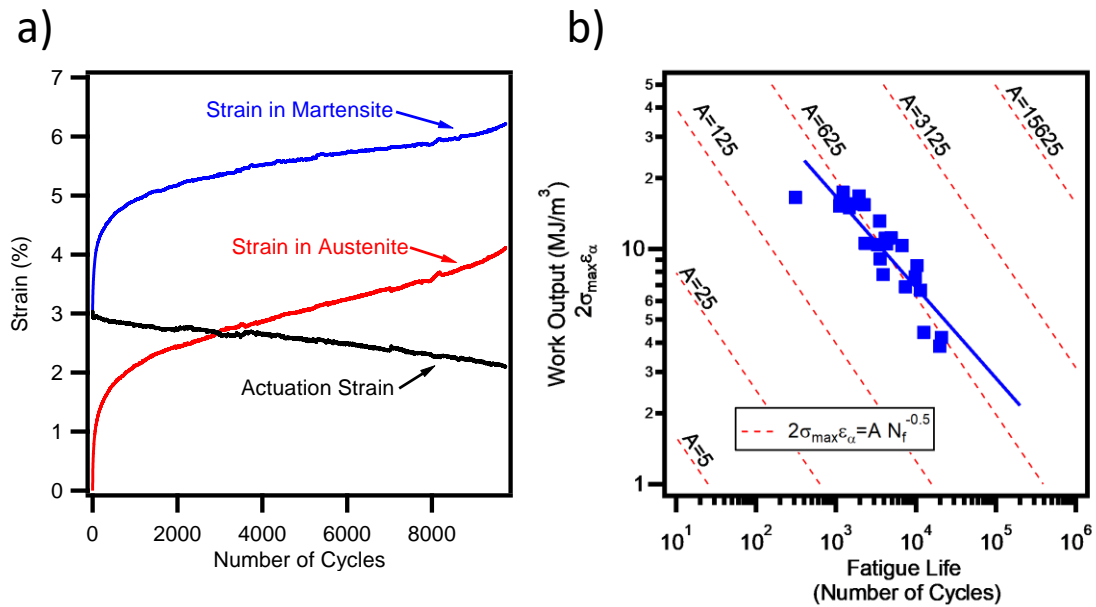 a)
7
6
5
4
3
2
1
0
Strain (%)
Strain in Martensite
Strain in Austenite
Actuation Strain
0 2000 4000 6000 8000
Number of Cycles
b)
5
4
3
2
10
8
6
5
4
3
2
1
Work Output (MJ/m³)
2σmaxεα
A=125
A=625
A=3125
A=15625
A=25
A=5
2σmaxεα=A Nf^-0.5
10¹ 10² 10³ 10⁴ 10⁵ 10⁶
Fatigue Life
(Number of Cycles)